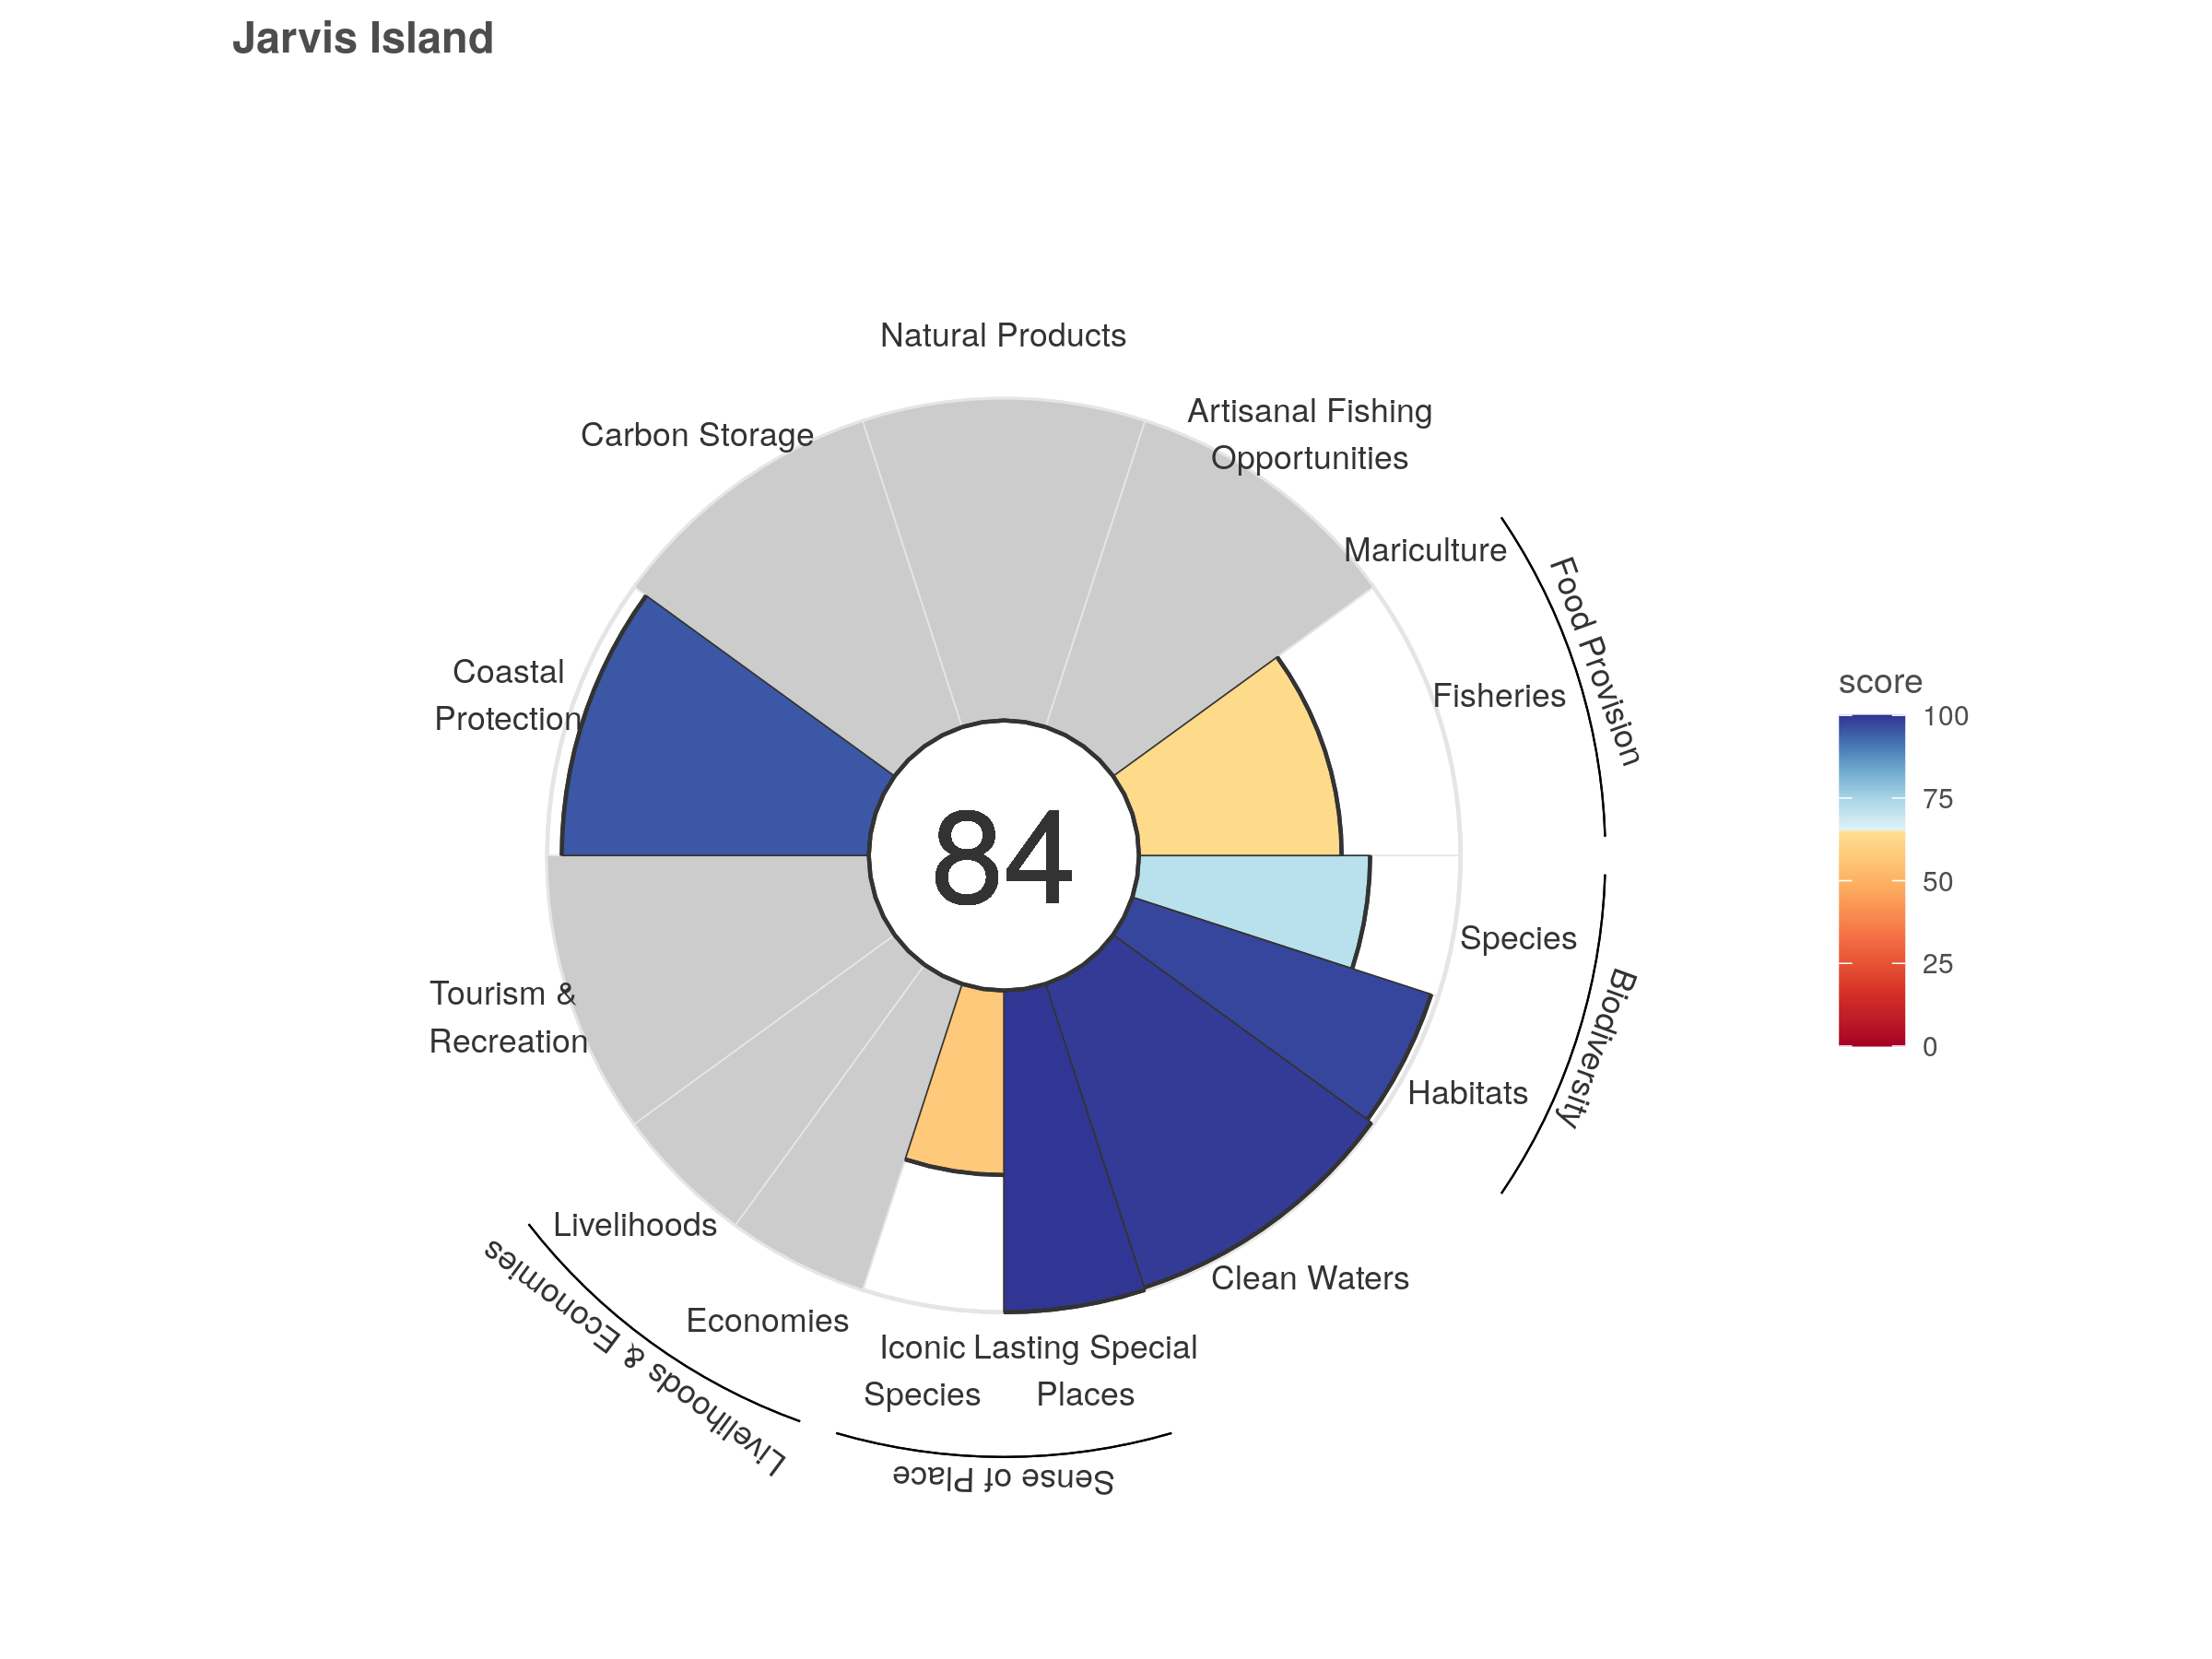 Jarvis Island
Natural Products
Artisanal Fishing
Opportunities
Carbon Storage
Mariculture
Food Provision
Fisheries
Coastal
Protection
score
100
75
50
25
0
84
Species
Biodiversity
Tourism &
Recreation
Habitats
Livelihoods
Clean Waters
Economies
Livelihoods & Economies
Iconic
Species
Lasting Special
Places
Sense of Place